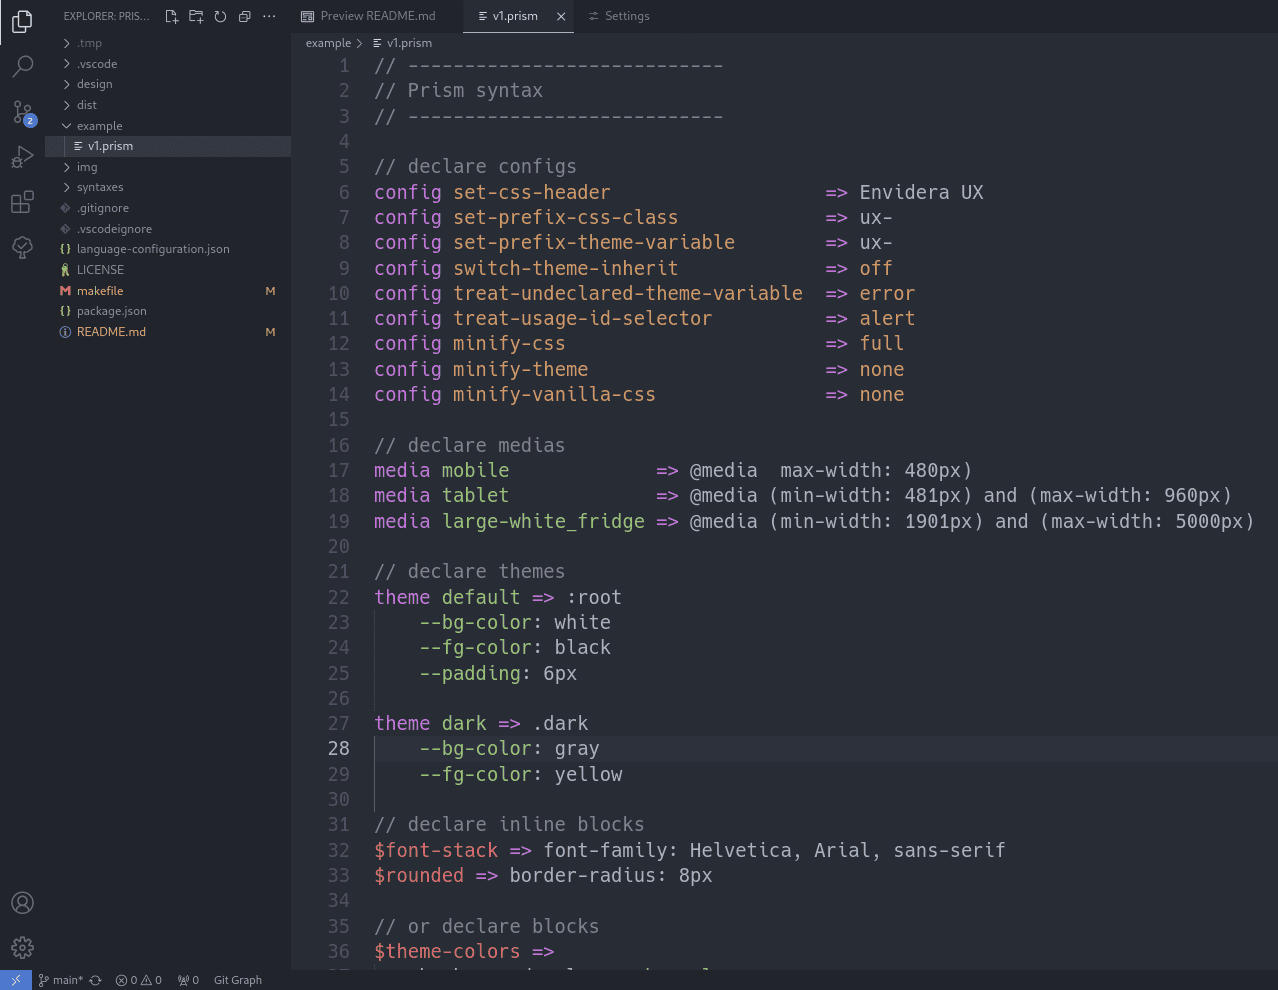 EXPLORER: PRIS...
Preview README.md
v1.prism
Settings
example > v1.prism
.tmp
.vscode
design
dist
example
v1.prism
img
syntaxes
.gitignore
.vscodeignore
language-configuration.json
LICENSE
makefile M
package.json
README.md M
2
1 // ----------------------------
2 // Prism syntax
3 // ----------------------------
4
5 // declare configs
6 config set-css-header => Envidera UX
7 config set-prefix-css-class => ux-
8 config set-prefix-theme-variable => ux-
9 config switch-theme-inherit => off
10 config treat-undeclared-theme-variable => error
11 config treat-usage-id-selector => alert
12 config minify-css => full
13 config minify-theme => none
14 config minify-vanilla-css => none
15
16 // declare medias
17 media mobile => @media  max-width: 480px)
18 media tablet => @media (min-width: 481px) and (max-width: 960px)
19 media large-white_fridge => @media (min-width: 1901px) and (max-width: 5000px)
20
21 // declare themes
22 theme default => :root
23 --bg-color: white
24 --fg-color: black
25 --padding: 6px
26
27 theme dark => .dark
28 --bg-color: gray
29 --fg-color: yellow
30
31 // declare inline blocks
32 $font-stack => font-family: Helvetica, Arial, sans-serif
33 $rounded => border-radius: 8px
34
35 // or declare blocks
36 $theme-colors =>
main* 0 0 0 Git Graph